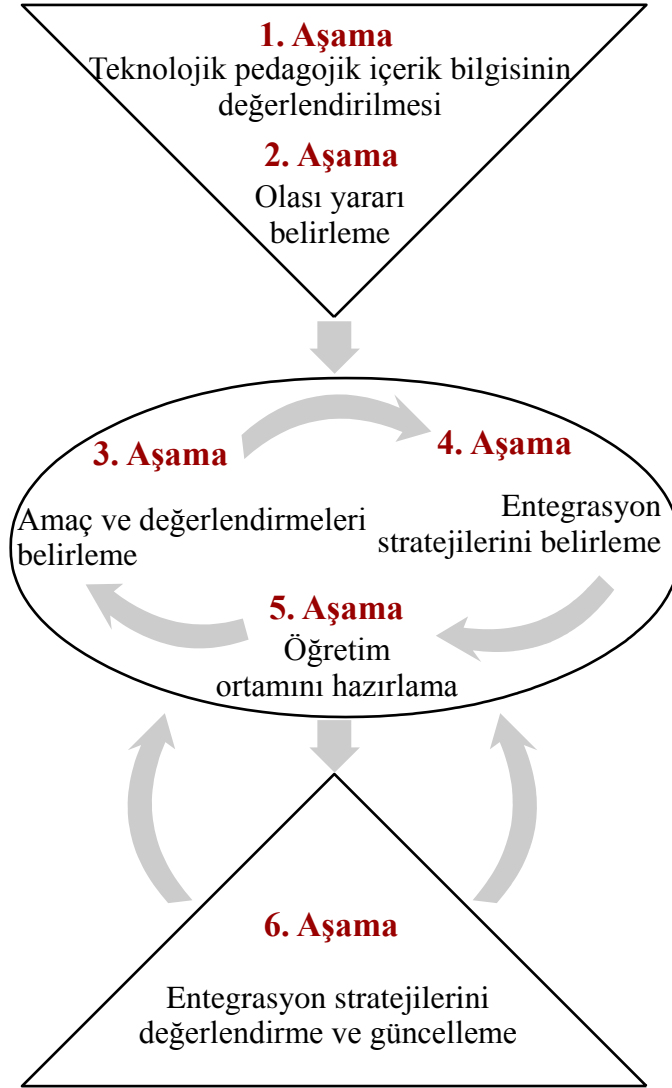 1. Aşama
Teknolojik pedagojik içerik bilgisinin
değerlendirilmesi
2. Aşama
Olası yararı
belirleme
3. Aşama
Amaç ve değerlendirmeleri
belirleme
4. Aşama
Entegrasyon
stratejilerini belirleme
5. Aşama
Öğretim
ortamını hazırlama
6. Aşama
Entegrasyon stratejilerini
değerlendirme ve güncelleme